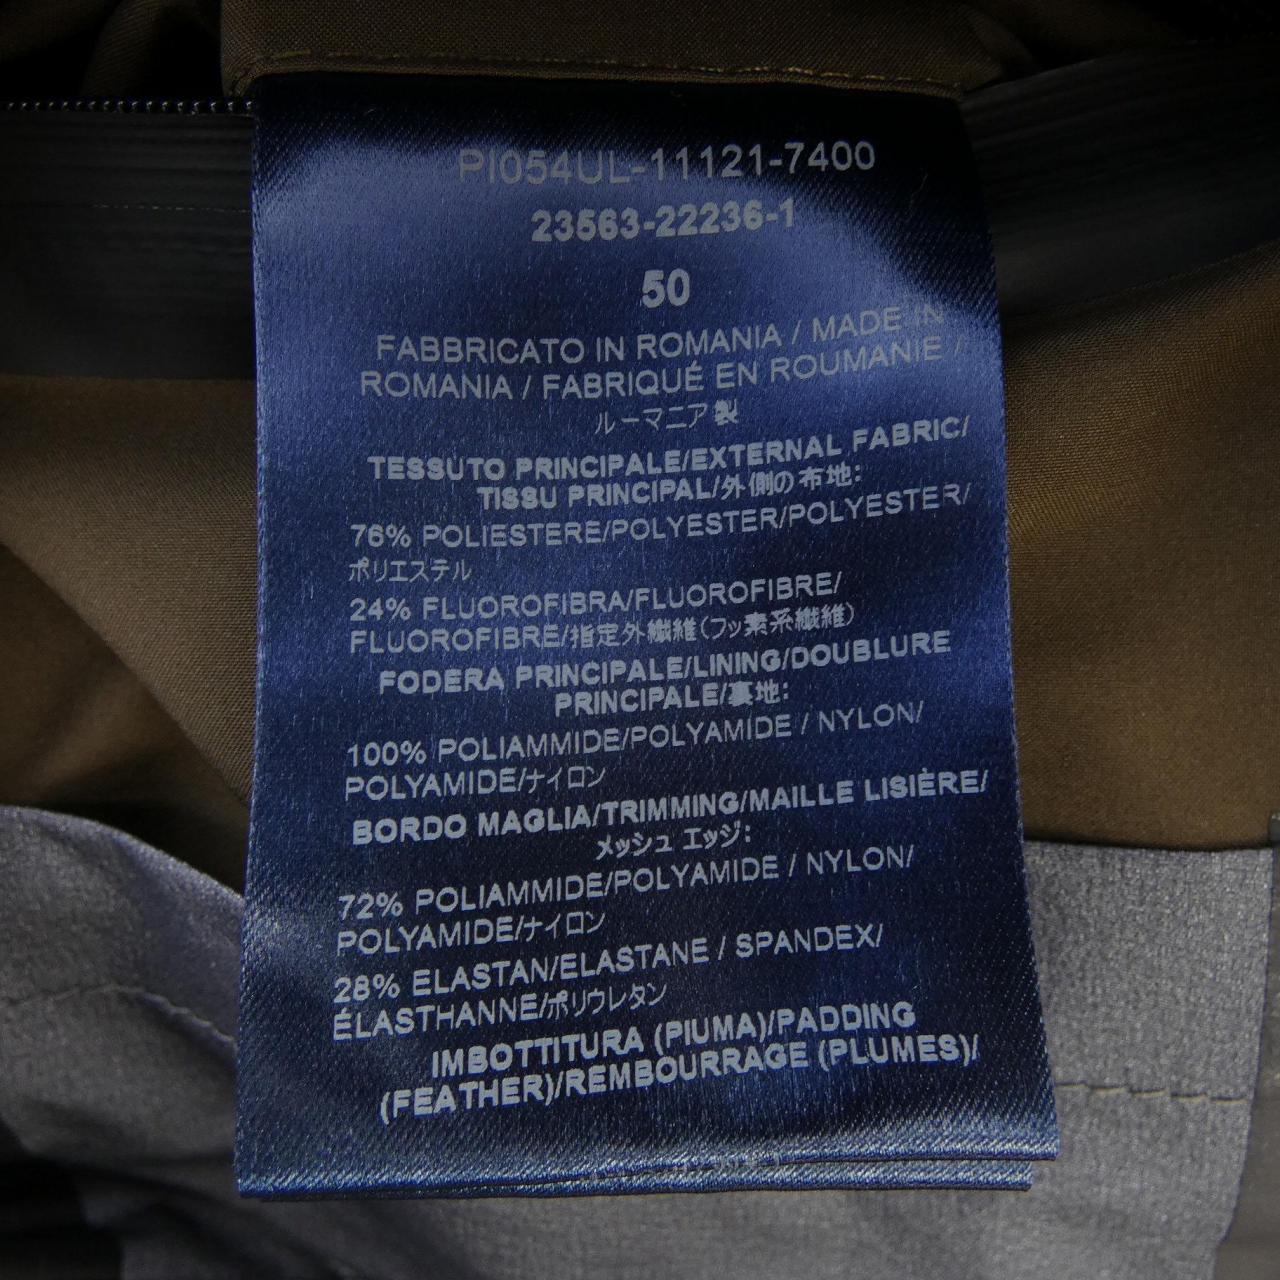 PI054UL-11121-7400
23563-22236-1
50
FABBRICATO IN ROMANIA / MADE IN
ROMANIA / FABRIQUÉ EN ROUMANIE /
ルーマニア製
TESSUTO PRINCIPALE/EXTERNAL FABRIC/
TISSU PRINCIPAL/外側の布地:
76% POLIESTERE/POLYESTER/POLYESTER/
ポリエステル
24% FLUOROFIBRA/FLUOROFIBRE/
FLUOROFIBRE/指定外繊維(フッ素系繊維)
FODERA PRINCIPALE/LINING/DOUBLURE
PRINCIPALE/裏地:
100% POLIAMMIDE/POLYAMIDE / NYLON/
POLYAMIDE/ナイロン
BORDO MAGLIA/TRIMMING/MAILLE LISIÈRE/
メッシュ エッジ:
72% POLIAMMIDE/POLYAMIDE / NYLON/
POLYAMIDE/ナイロン
28% ELASTAN/ELASTANE / SPANDEX/
ÉLASTHANNE/ポリウレタン
IMBOTTITURA (PIUMA)/PADDING
(FEATHER)/REMBOURRAGE (PLUMES)/